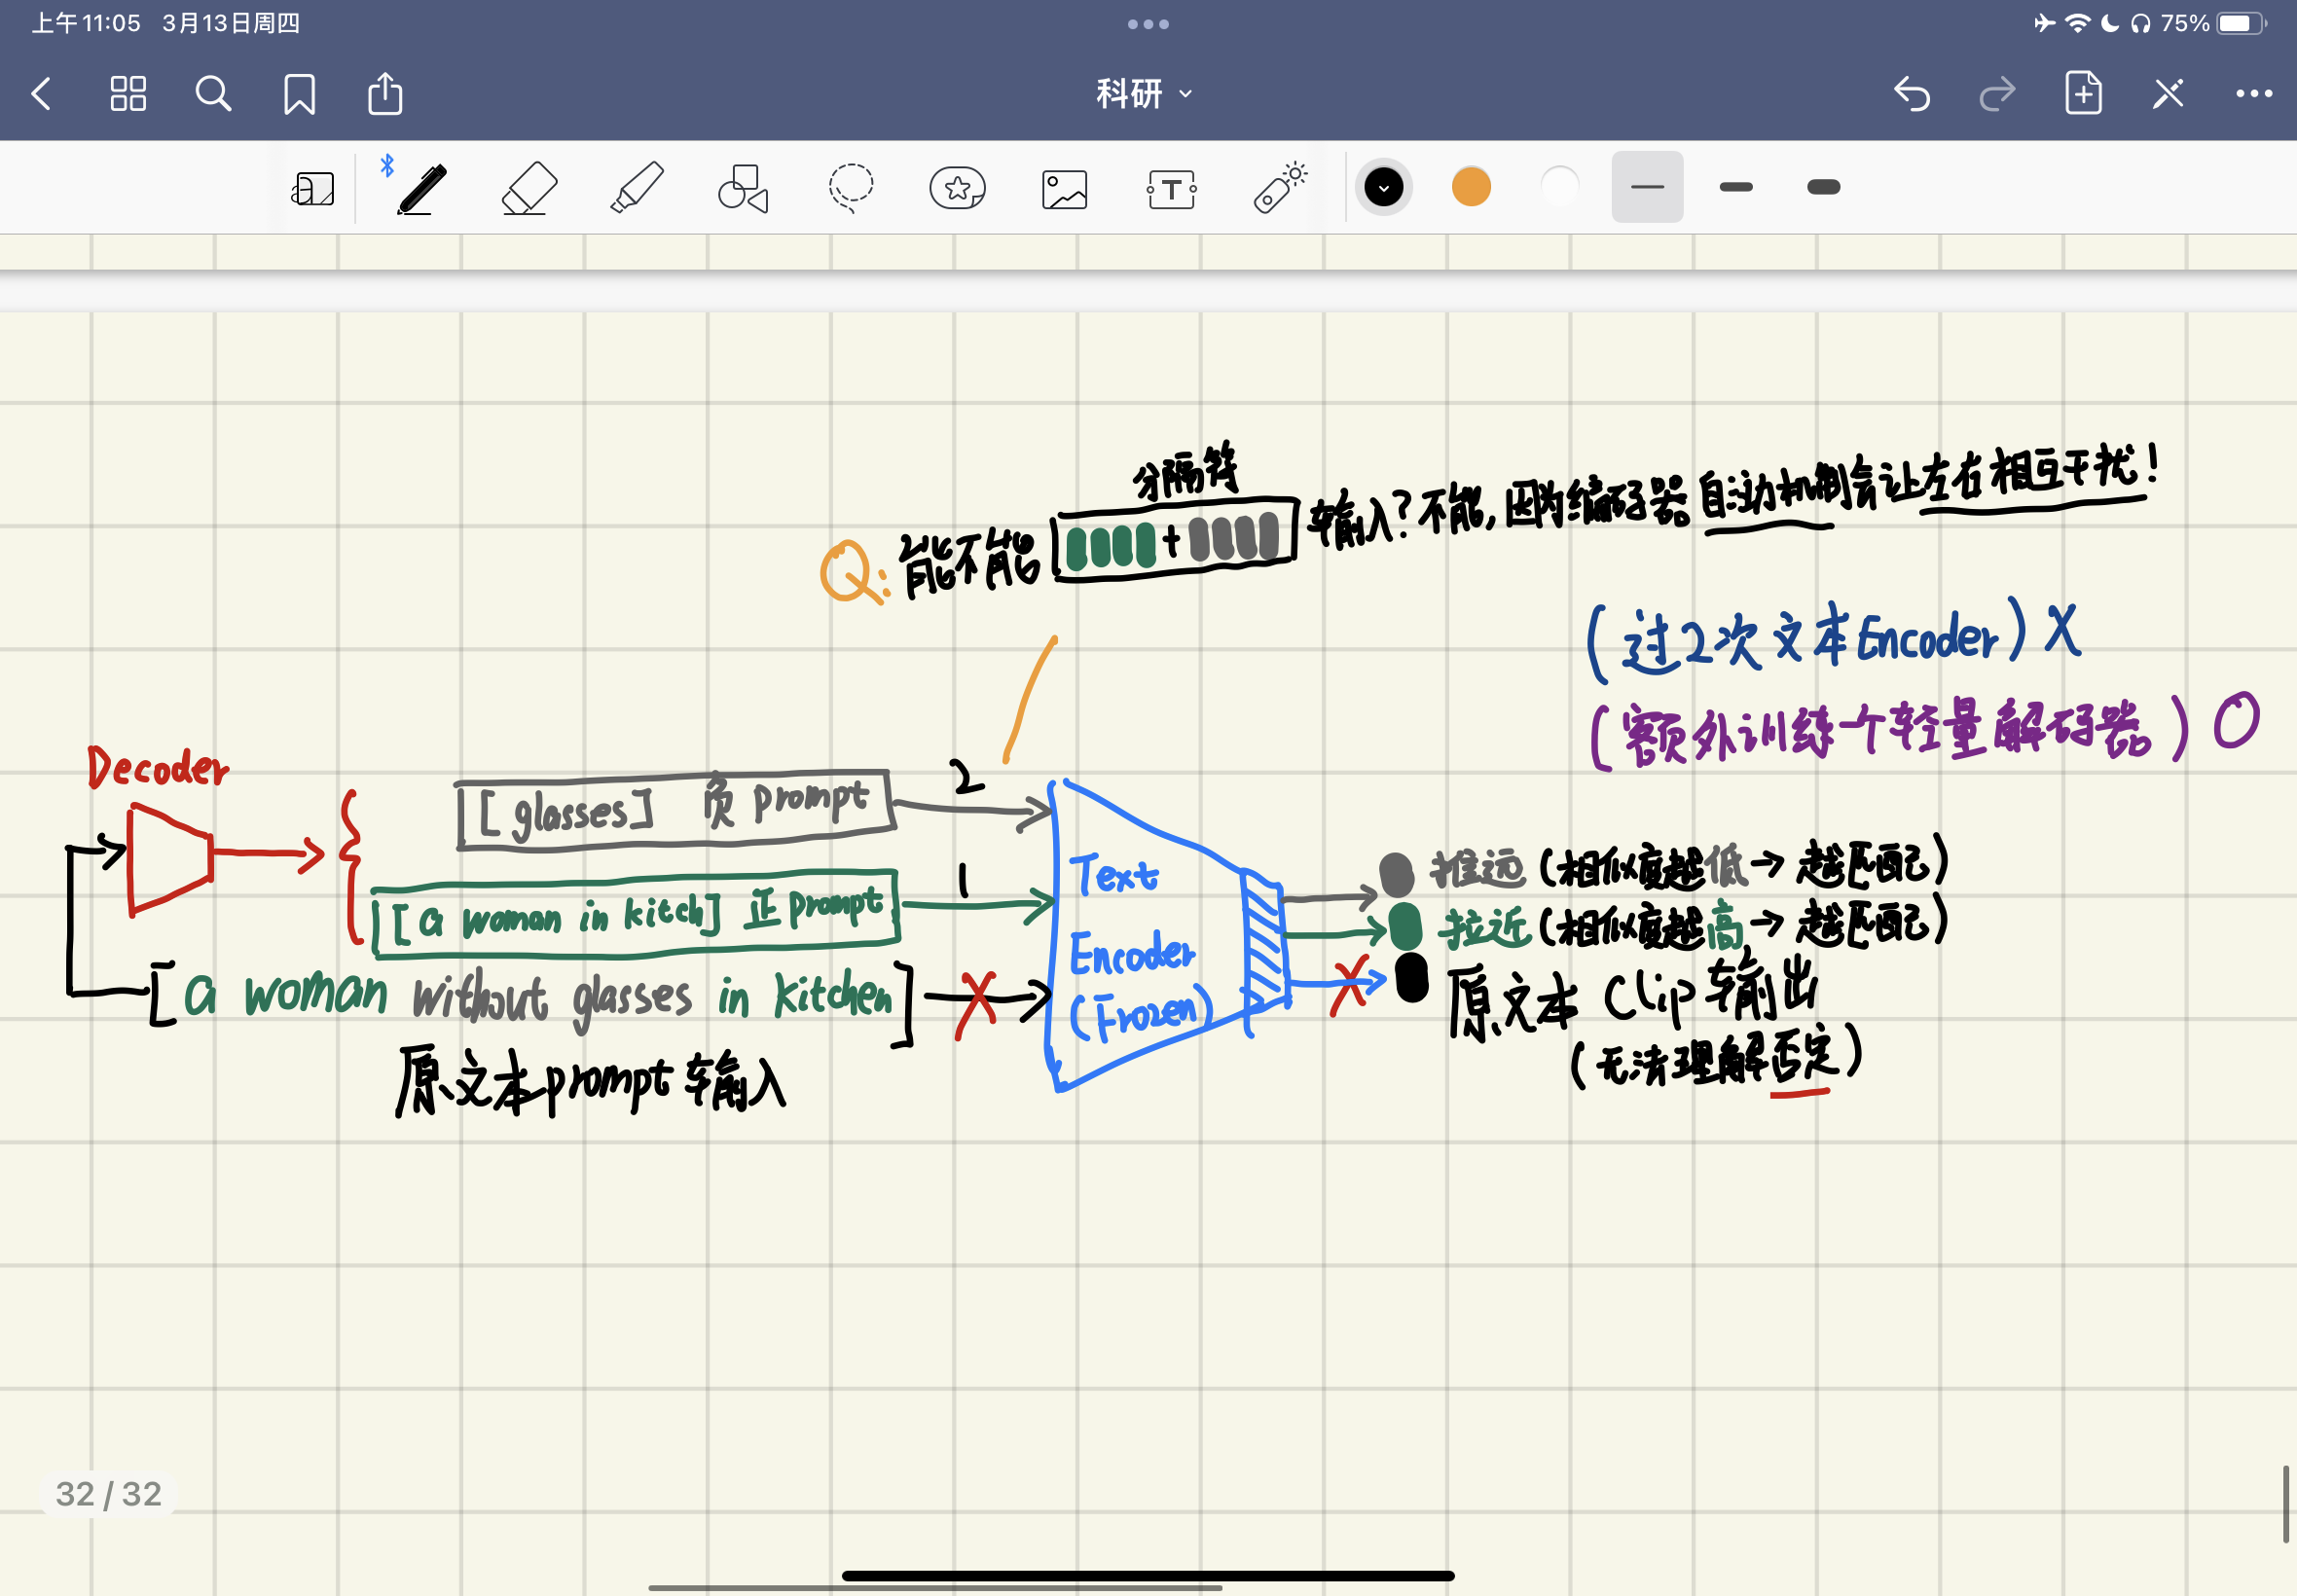 上午11:05 3月13日周四
75%
科研
分隔符
Q: 能不能 + 输入?不能,因为编码器自动机制会让左右相互干扰!
(过2次文本Encoder) X
(额外训练一个轻量解码器) O
Decoder
[glasses] 负 prompt
2
[a woman in kitch] 正 prompt
1
[a woman without glasses in kitchen]
原文本prompt输入
Text
Encoder
(Frozen)
推远(相似度越低→越匹配)
拉近(相似度越高→越匹配)
原文本 Clip 输出
(无法理解否定)
32 / 32